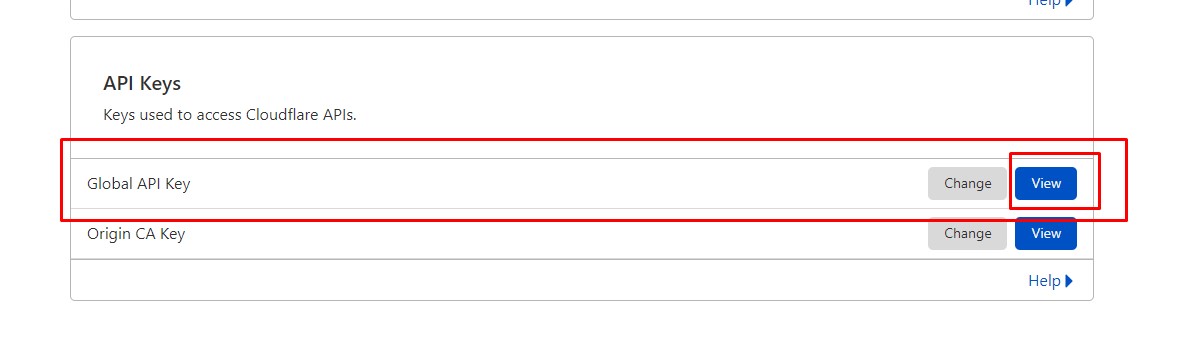 Help
API Keys
Keys used to access Cloudflare APIs.
Global API Key Change View
Origin CA Key Change View
Help